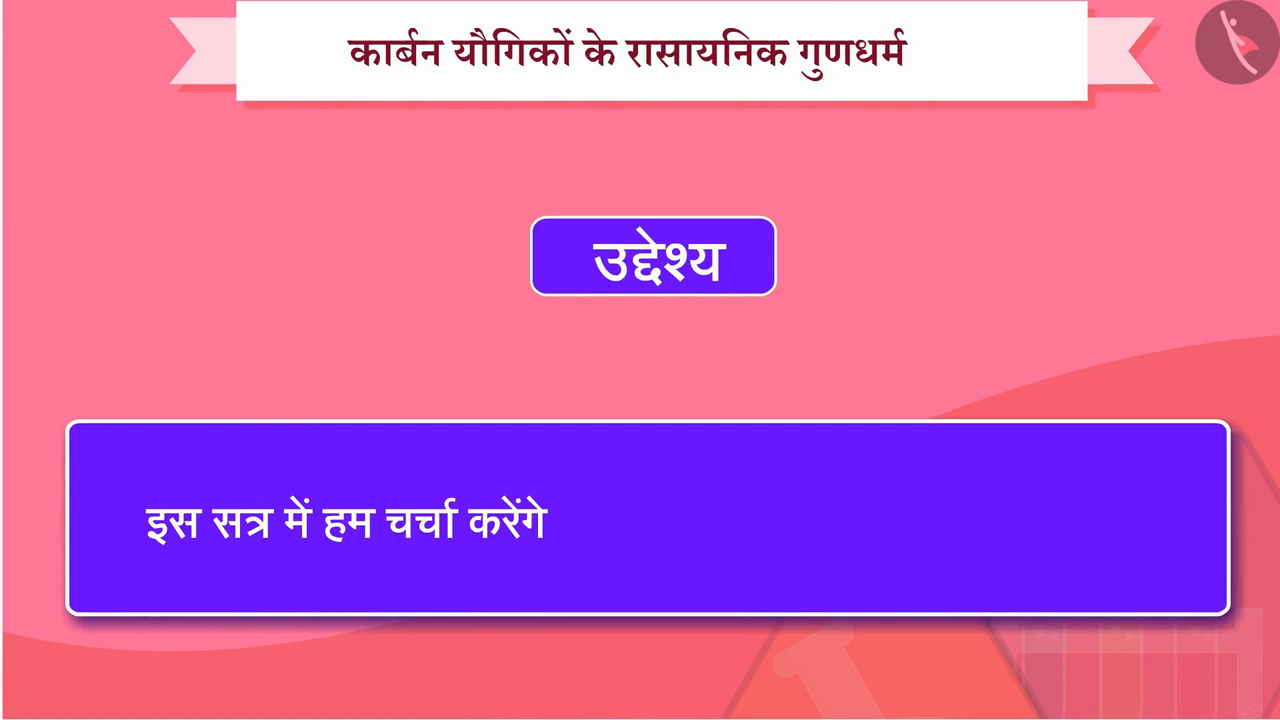 कार्बन यौगिकों के रासायनिक गुणधर्म
उद्देश्य
इस सत्र में हम चर्चा करेंगे